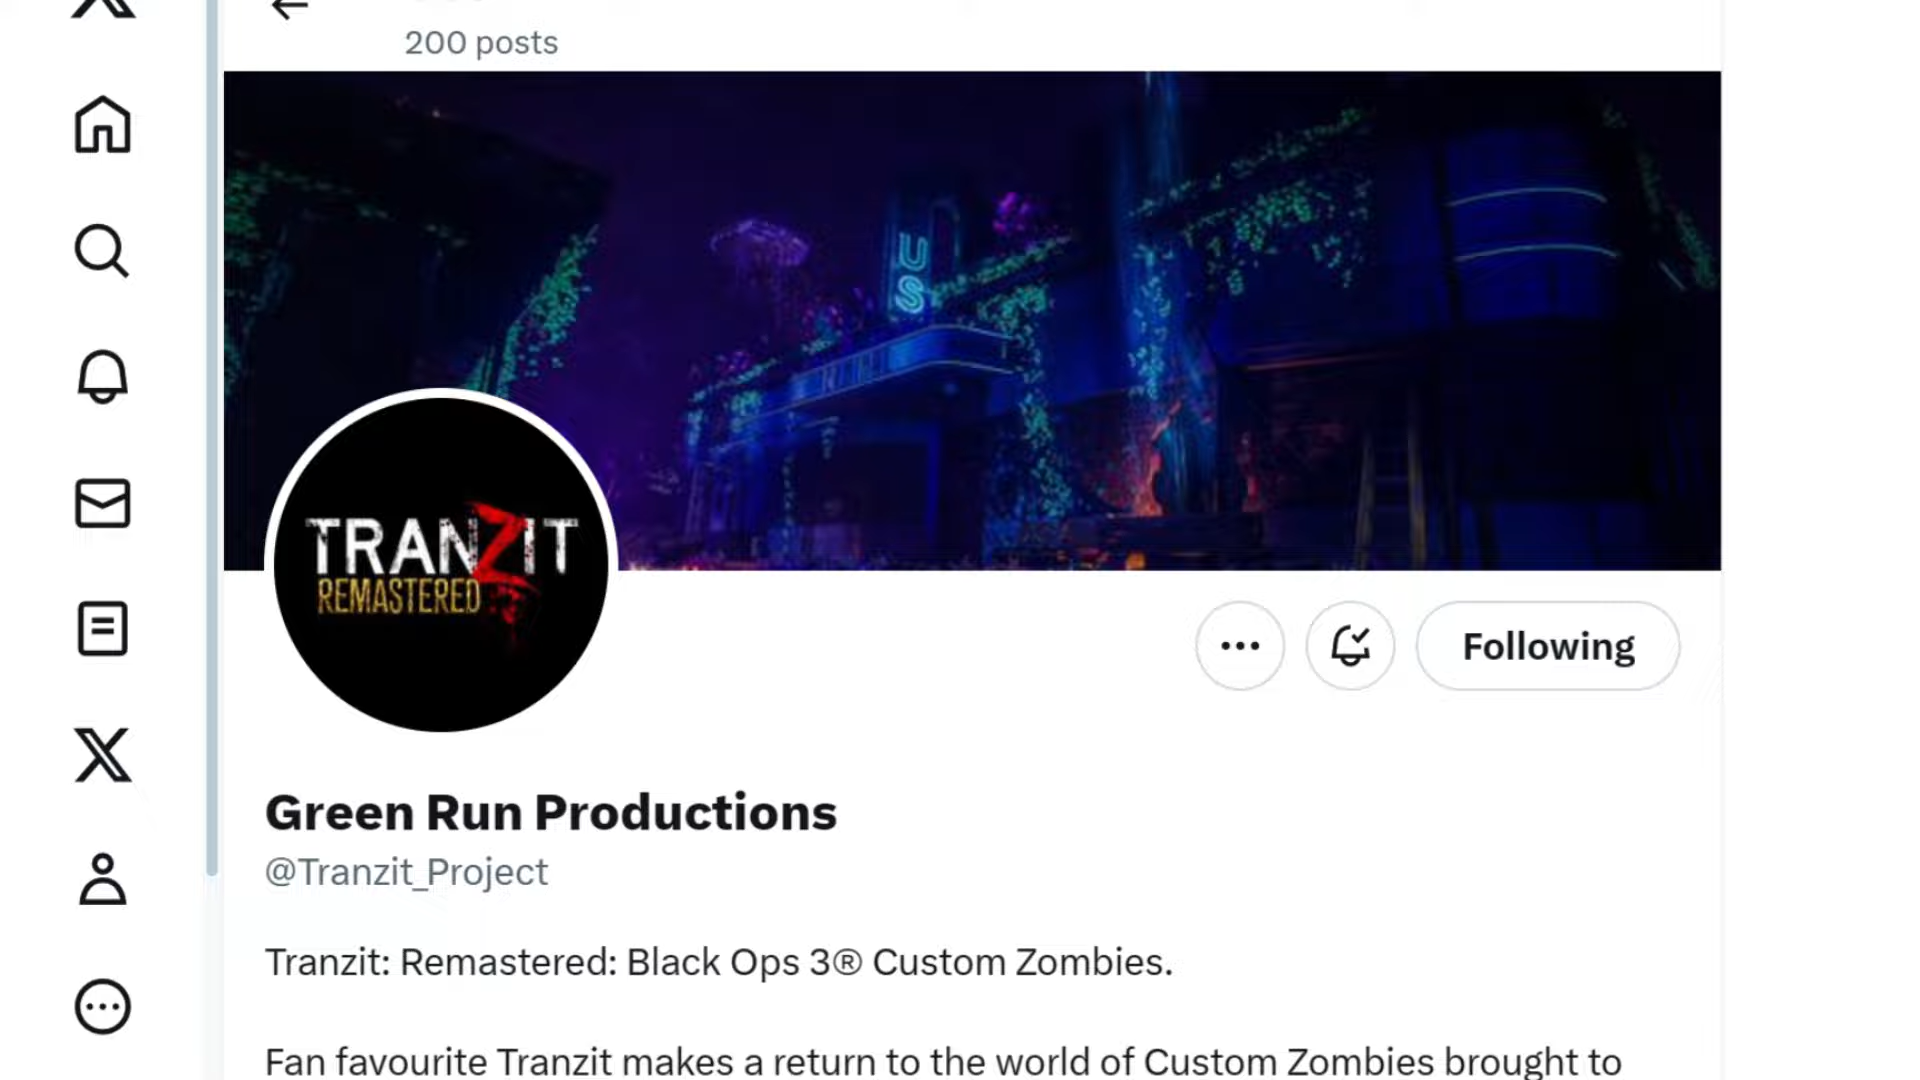 200 posts
U
S
TRANZIT
REMASTERED
Following
Green Run Productions
@Tranzit_Project
Tranzit: Remastered: Black Ops 3® Custom Zombies.
Fan favourite Tranzit makes a return to the world of Custom Zombies brought to